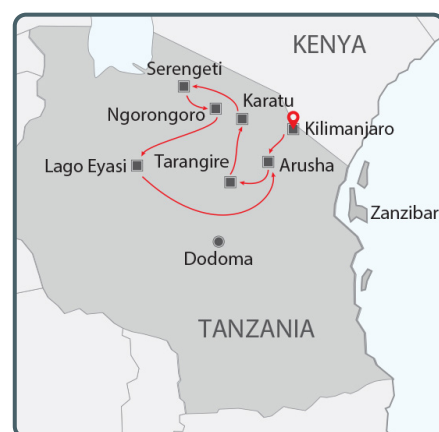 KENYA
Serengeti
Karatu
Ngorongoro
Kilimanjaro
Tarangire
Arusha
Lago Eyasi
Zanzibar
Dodoma
TANZANIA